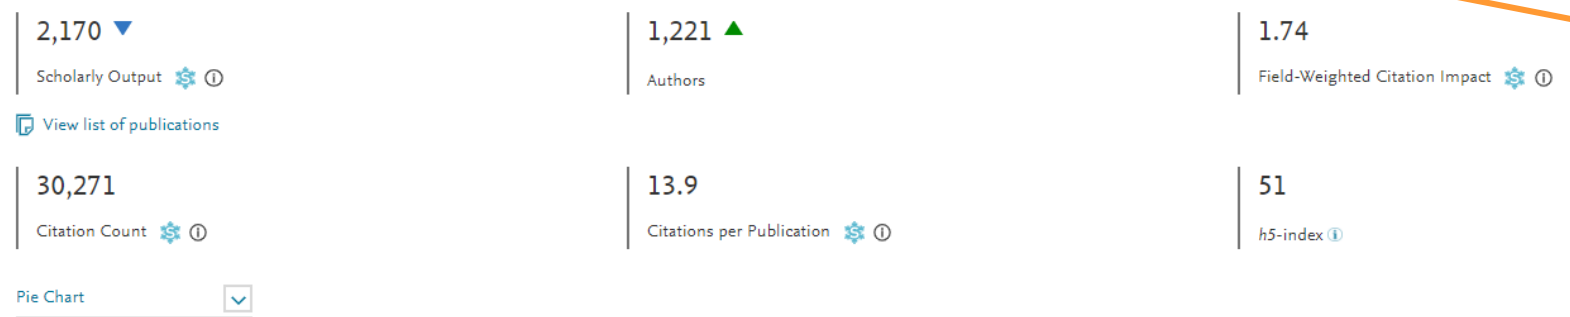 2,170
Scholarly Output
View list of publications
1,221
Authors
1.74
Field-Weighted Citation Impact
30,271
Citation Count
13.9
Citations per Publication
51
h5-index
Pie Chart